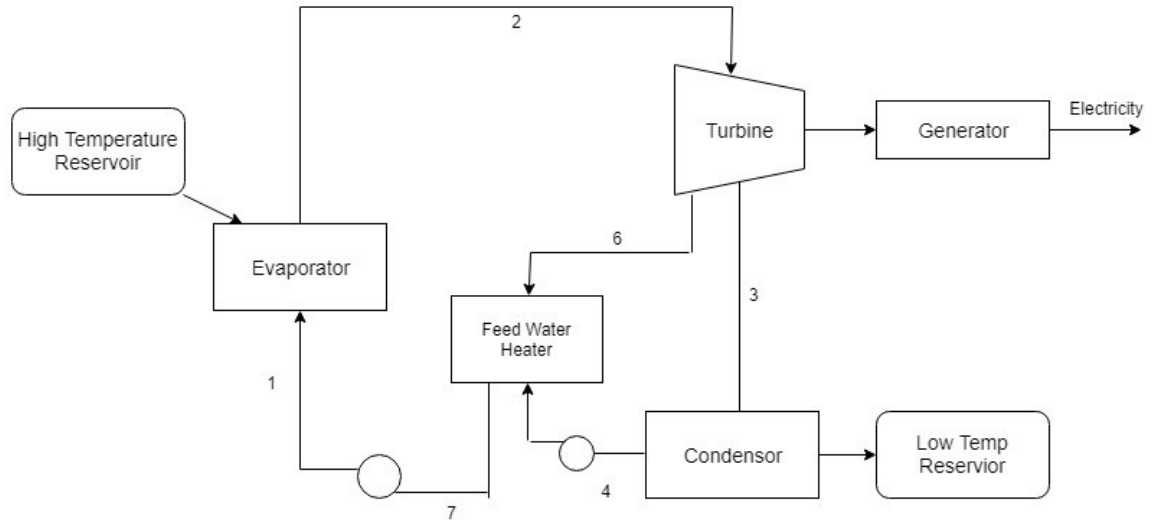 2
High Temperature
Reservoir
Turbine
Generator
Electricity
Evaporator
6
3
Feed Water
Heater
1
Condensor
Low Temp
Reservior
4
7